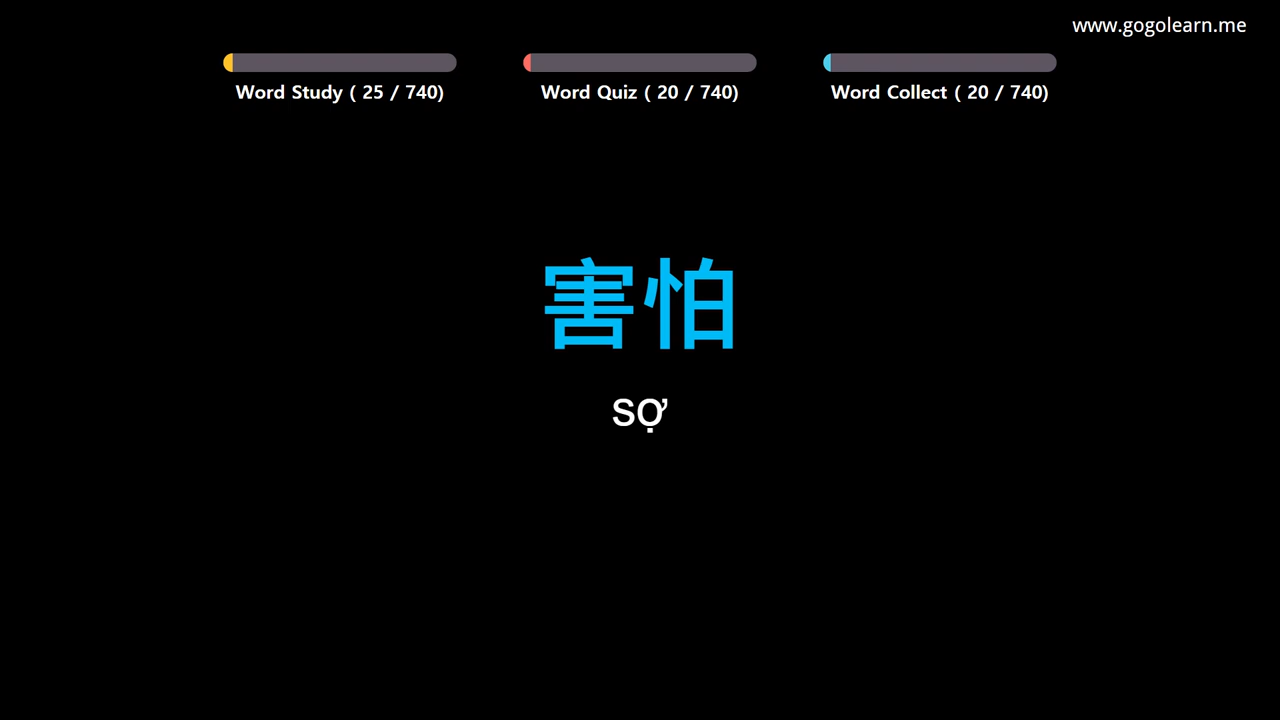 www.gogolearn.me
Word Study ( 25 / 740)
Word Quiz ( 20 / 740)
Word Collect ( 20 / 740)
害怕
sợ